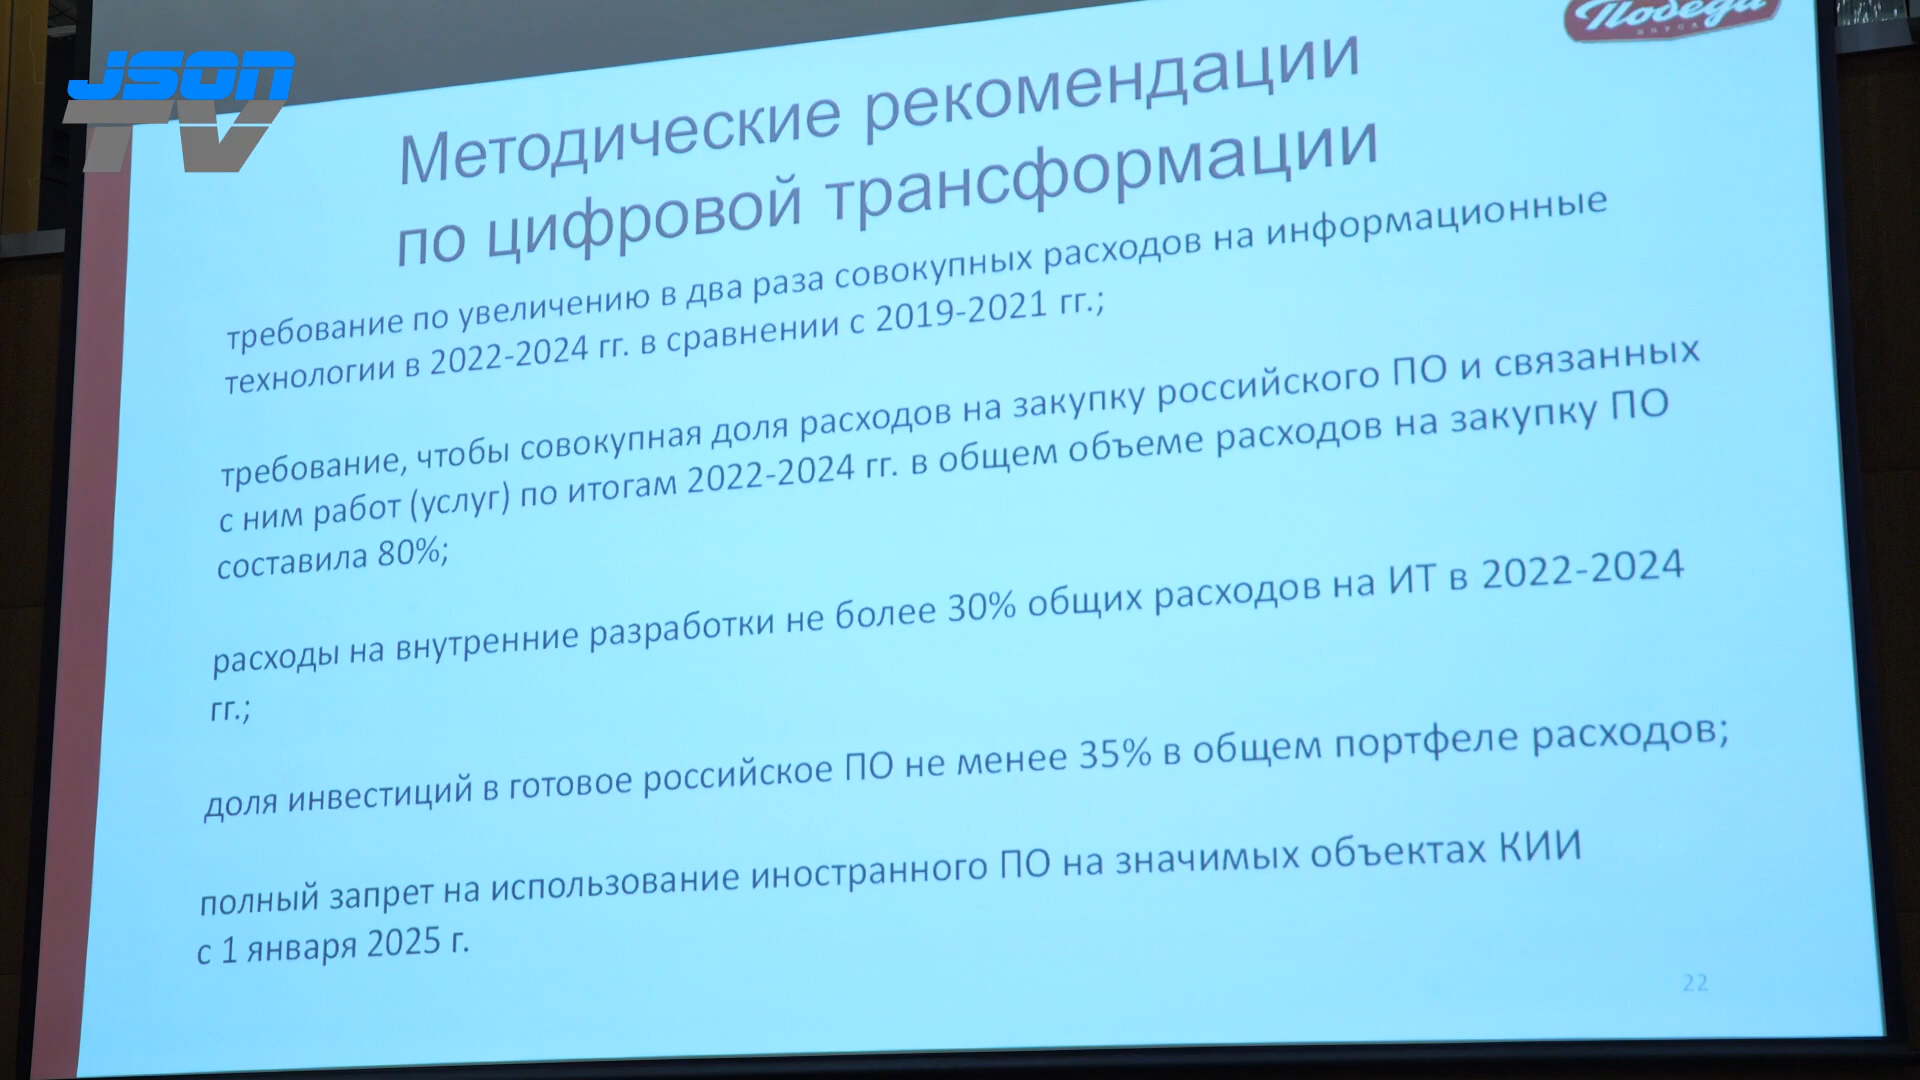 JSON
TV
Победа
Методические рекомендации
по цифровой трансформации
требование по увеличению в два раза совокупных расходов на информационные
технологии в 2022-2024 гг. в сравнении с 2019-2021 гг.;
требование, чтобы совокупная доля расходов на закупку российского ПО и связанных
с ним работ (услуг) по итогам 2022-2024 гг. в общем объеме расходов на закупку ПО
составила 80%;
расходы на внутренние разработки не более 30% общих расходов на ИТ в 2022-2024
гг.;
доля инвестиций в готовое российское ПО не менее 35% в общем портфеле расходов;
полный запрет на использование иностранного ПО на значимых объектах КИИ
с 1 января 2025 г.
22